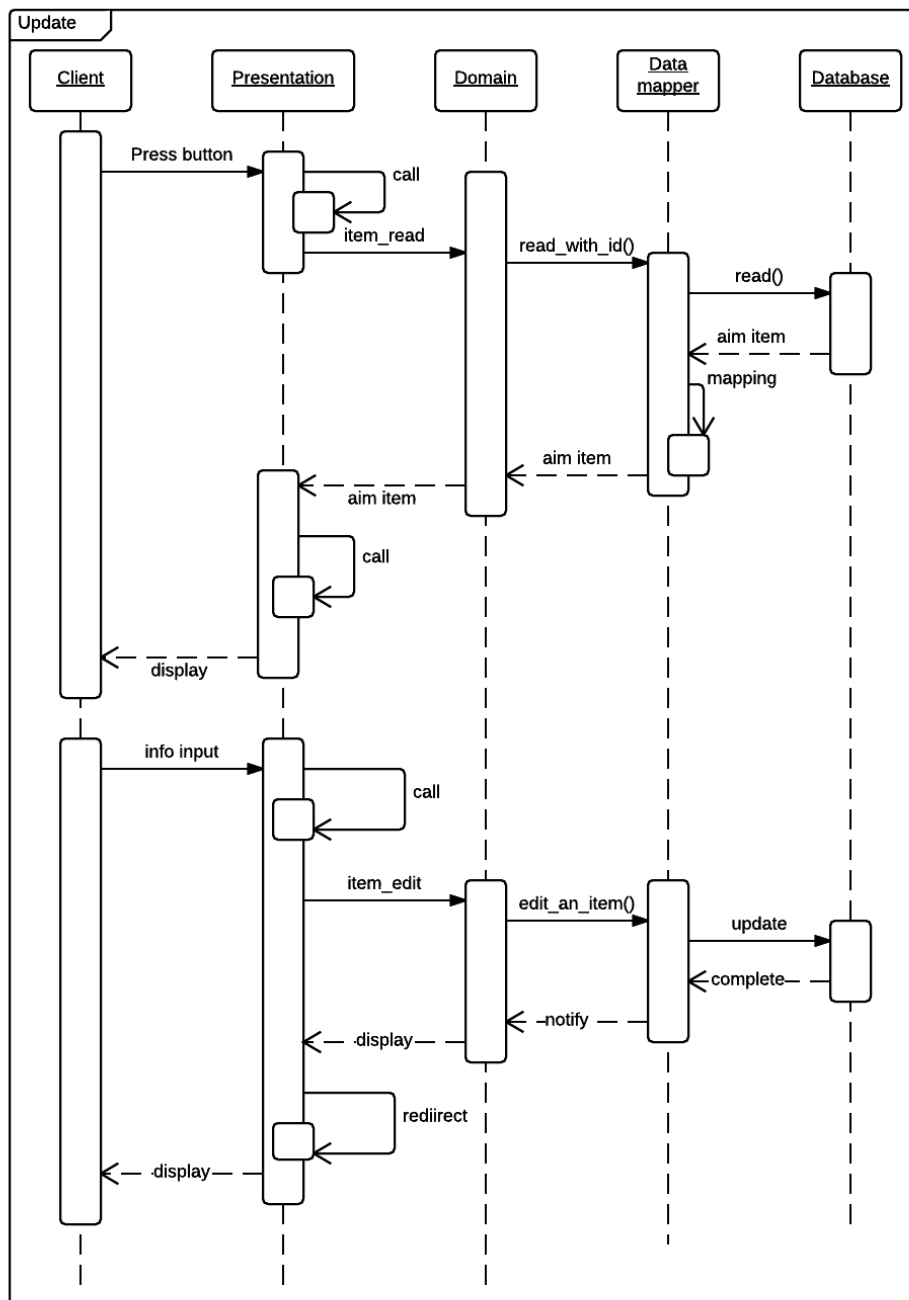 Update
Client
Presentation
Domain
Data
mapper
Database
Press button
call
item_read
read_with_id()
read()
aim item
mapping
aim item
aim item
call
display
info input
call
item_edit
edit_an_item()
update
complete
notify
display
rediirect
display